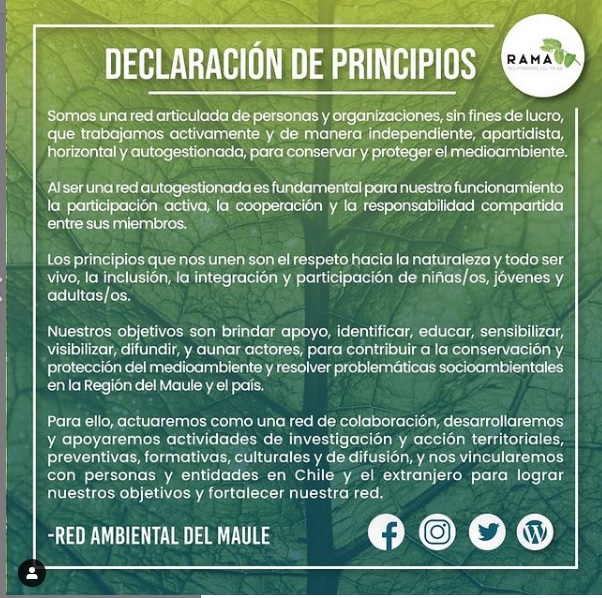 DECLARACIÓN DE PRINCIPIOS
RAMA
Somos una red articulada de personas y organizaciones, sin fines de lucro,
que trabajamos activamente y de manera independiente, apartidista,
horizontal y autogestionada, para conservar y proteger el medioambiente.
Al ser una red autogestionada es fundamental para nuestro funcionamiento
la participación activa, la cooperación y la responsabilidad compartida
entre sus miembros.
Los principios que nos unen son el respeto hacia la naturaleza y todo ser
vivo, la inclusión, la integración y participación de niñas/os, jóvenes y
adultas/os.
Nuestros objetivos son brindar apoyo, identificar, educar, sensibilizar,
visibilizar, difundir, y aunar actores, para contribuir a la conservación y
protección del medioambiente y resolver problemáticas socioambientales
en la Región del Maule y el país.
Para ello, actuaremos como una red de colaboración, desarrollaremos
y apoyaremos actividades de investigación y acción territoriales,
preventivas, formativas, culturales y de difusión, y nos vincularemos
con personas y entidades en Chile y el extranjero para lograr
nuestros objetivos y fortalecer nuestra red.
-RED AMBIENTAL DEL MAULE